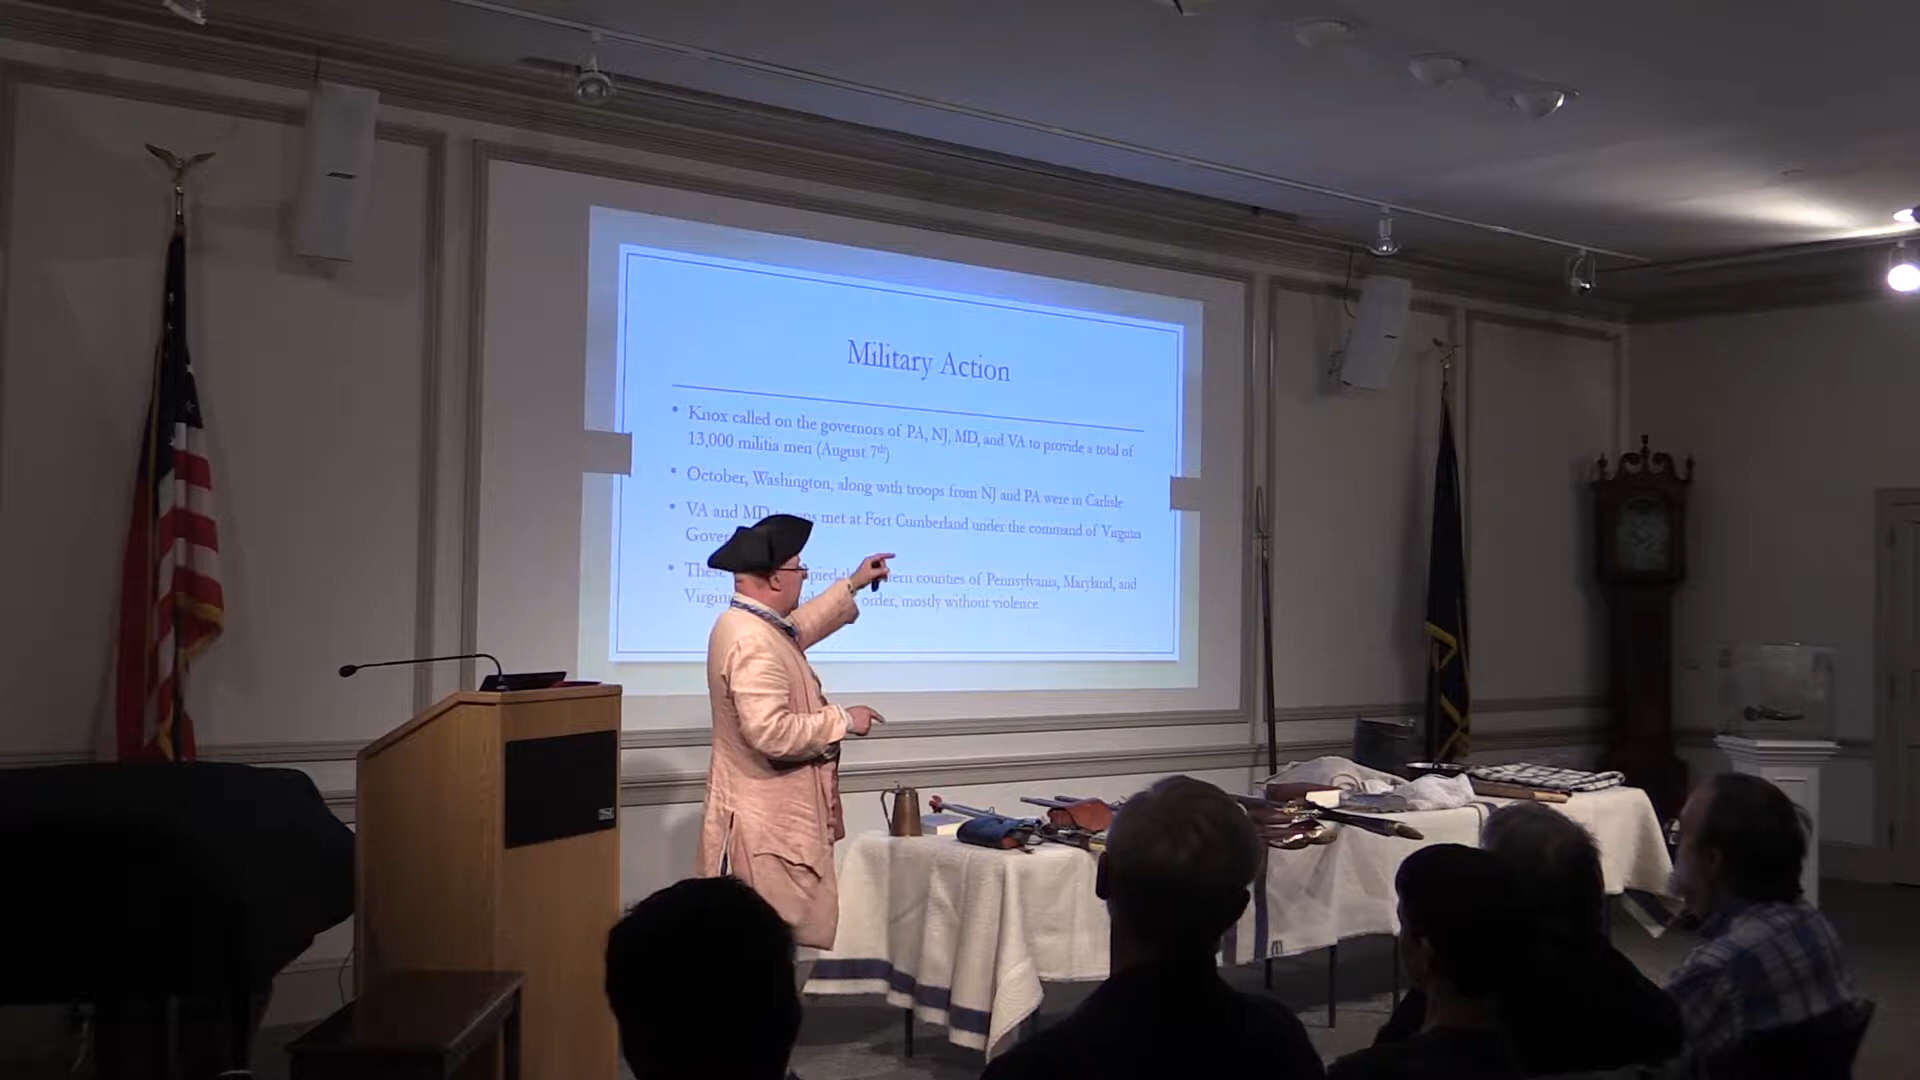 Military Action
• Knox called on the governors of PA, NJ, MD, and VA to provide a total of
13,000 militia men (August 7th)
• October, Washington, along with troops from NJ and PA were in Carlisle
• VA and MD met at Fort Cumberland under the command of Virginia
• These counties of Pennsylvania, Maryland, and
order, mostly without violence